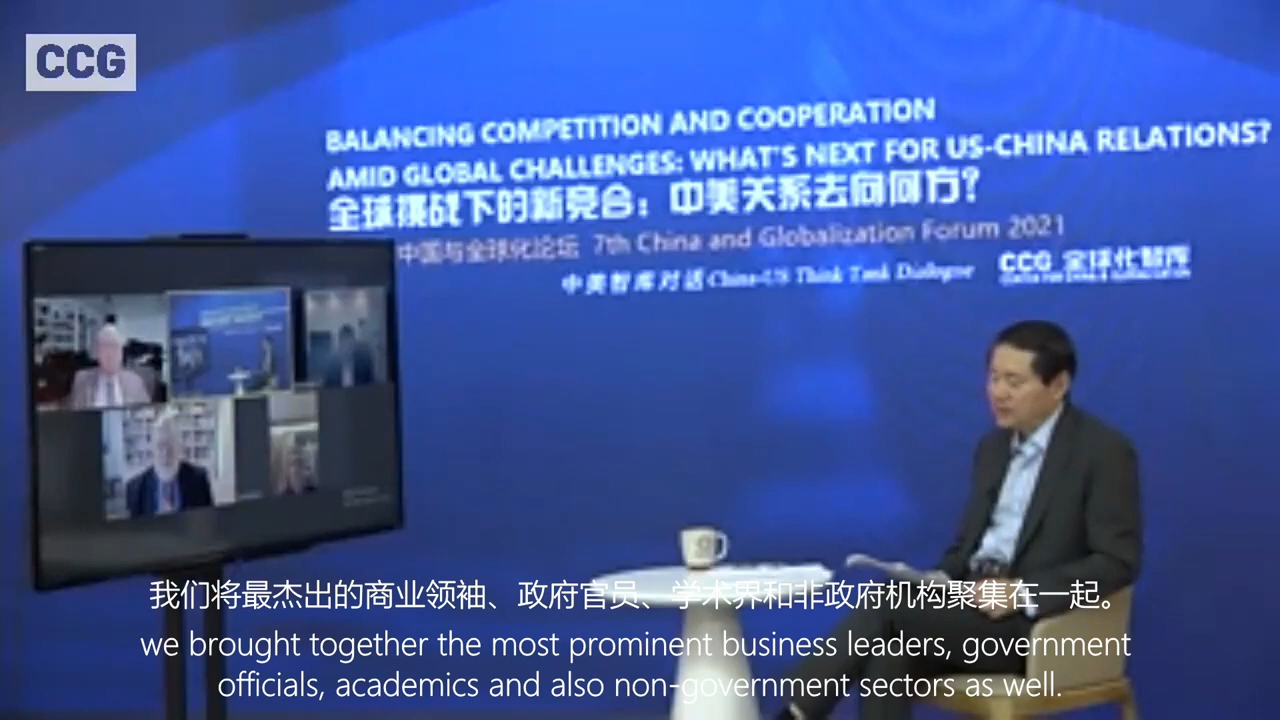 CCG
BALANCING COMPETITION AND COOPERATION
AMID GLOBAL CHALLENGES: WHAT'S NEXT FOR US-CHINA RELATIONS?
全球挑战下的新竞合：中美关系去向何方？
中国与全球化论坛 7th China and Globalization Forum 2021
中美智库对话 China-US Think Tank Dialogue
CCG 全球化智库
我们将最杰出的商业领袖、政府官员、学术界和非政府机构聚集在一起。
we brought together the most prominent business leaders, government
officials, academics and also non-government sectors as well.